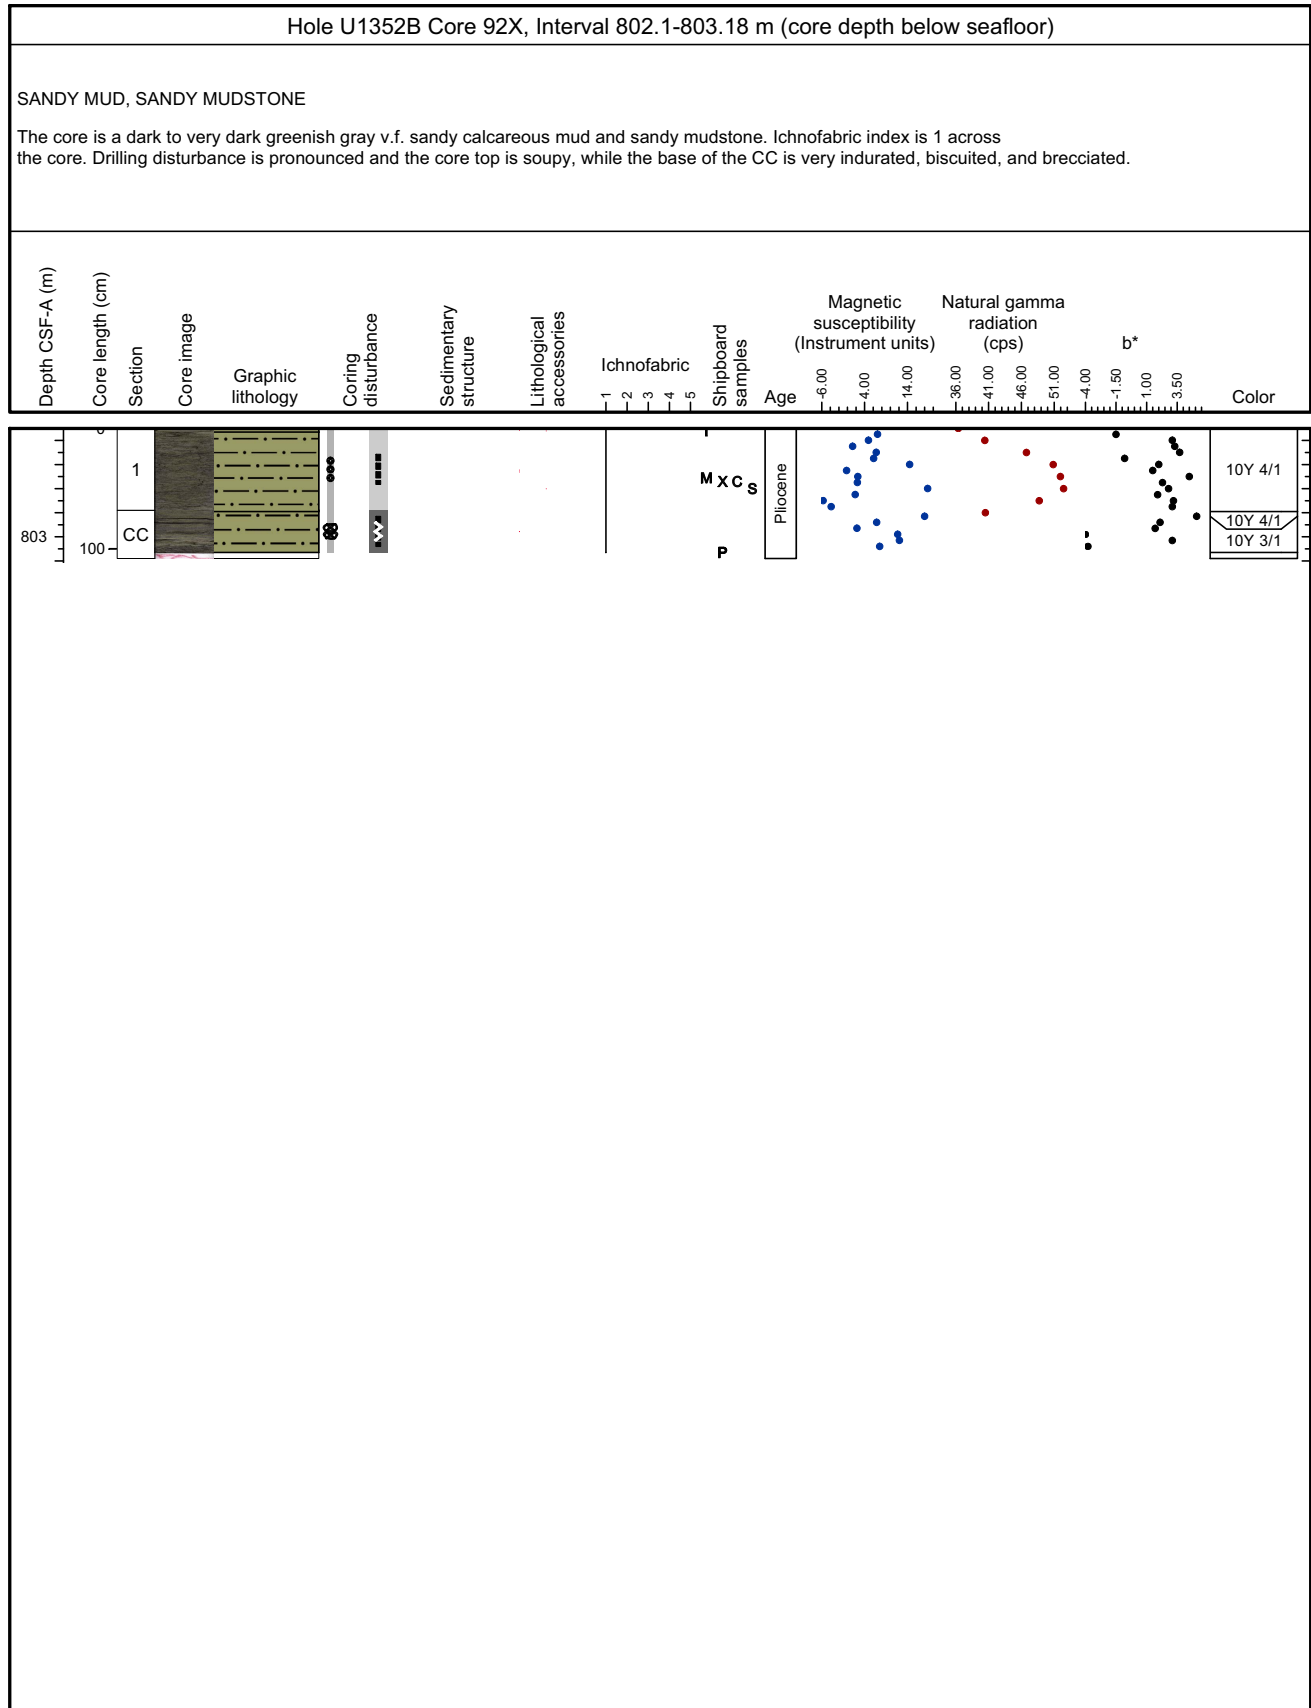 Hole U1352B Core 92X, Interval 802.1-803.18 m (core depth below seafloor)
SANDY MUD, SANDY MUDSTONE
The core is a dark to very dark greenish gray v.f. sandy calcareous mud and sandy mudstone. Ichnofabric index is 1 across
the core. Drilling disturbance is pronounced and the core top is soupy, while the base of the CC is very indurated, biscuited, and brecciated.
Depth CSF-A (m)
Core length (cm)
Section
Core image
Graphic
lithology
Coring
disturbance
Sedimentary
structure
Lithological
accessories
Ichnofabric
1 2 3 4 5
Shipboard
samples
Age
Magnetic
susceptibility
(Instrument units)
-6.00 4.00 14.00
Natural gamma
radiation
(cps)
36.00 41.00 46.00 51.00
b*
-4.00 -1.50 1.00 3.50
Color
0
1
M X C S
Pliocene
10Y 4/1
803
100
CC
P
10Y 4/1
10Y 3/1